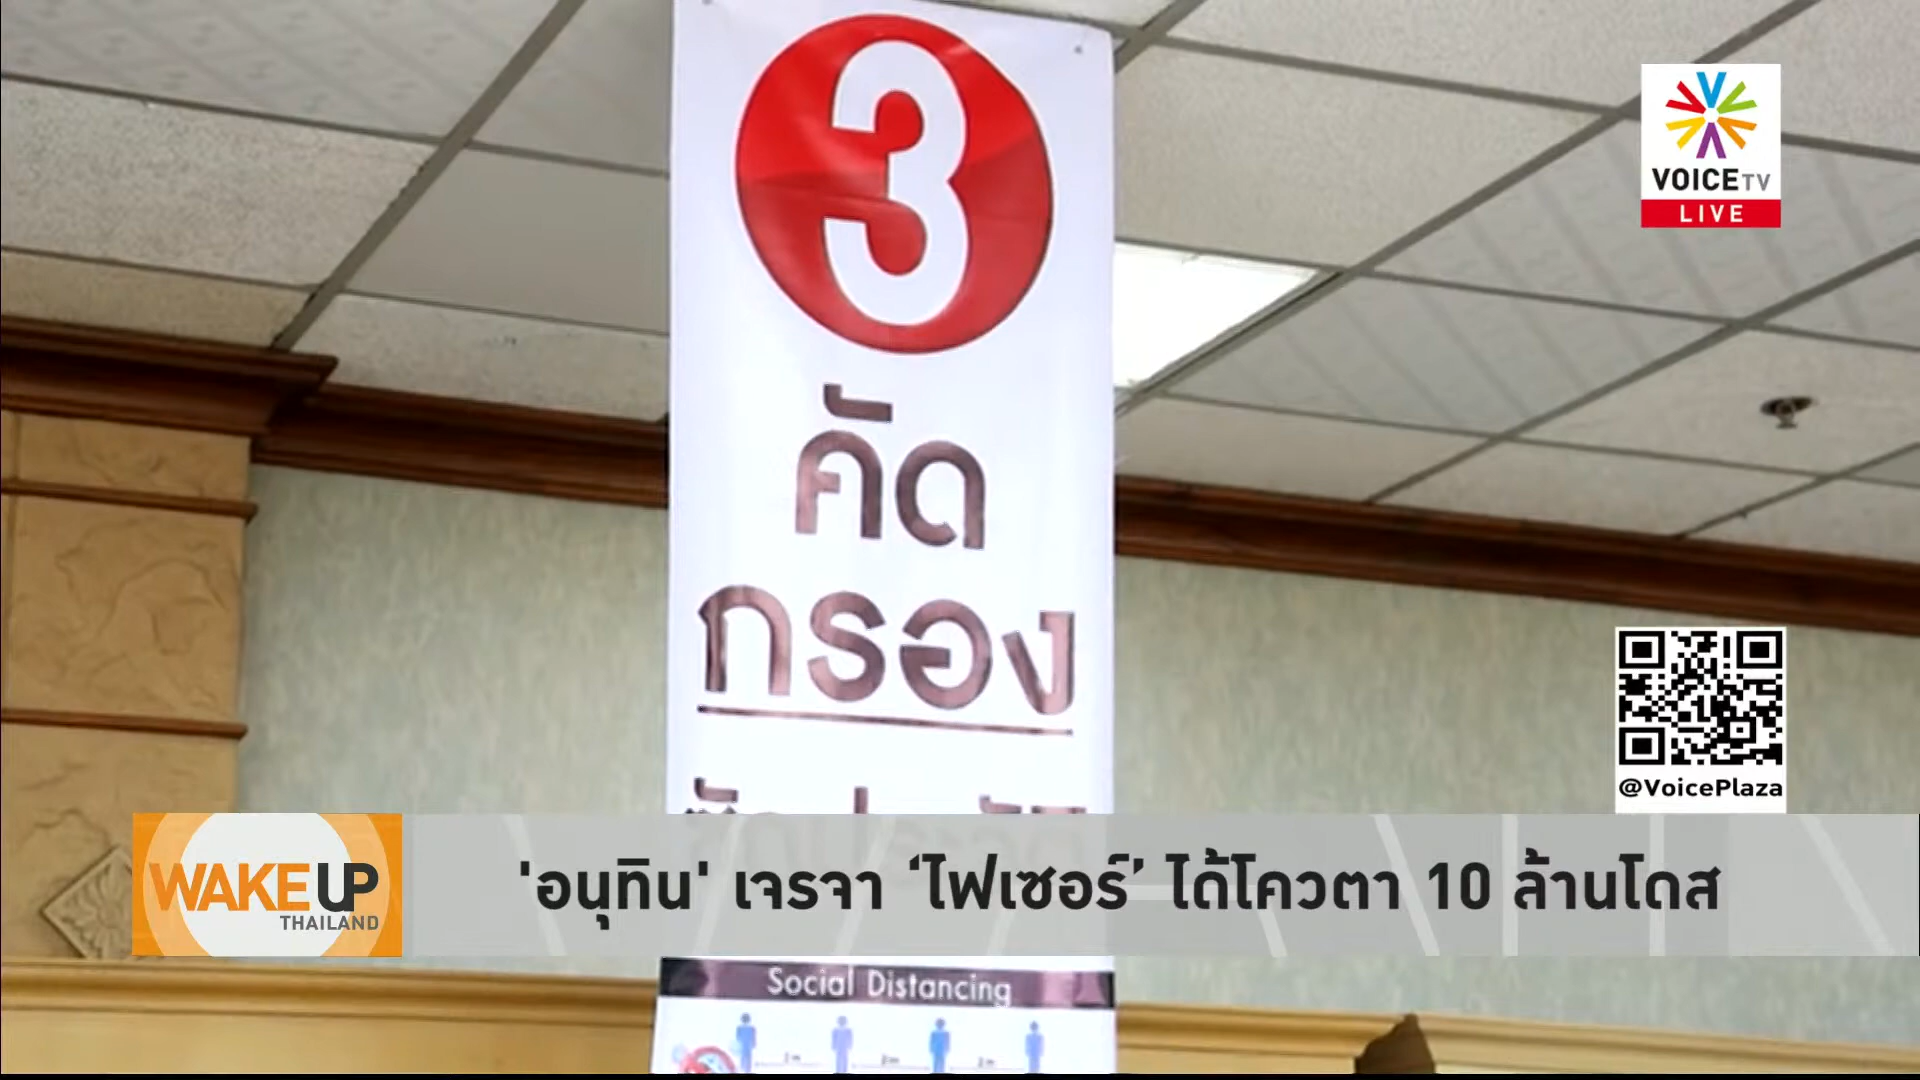 3
VOICE TV
LIVE
คัด
กรอง
@VoicePlaza
WAKE UP
THAILAND
'อนุทิน' เจรจา ‘ไฟเซอร์’ ได้โควตา 10 ล้านโดส
Social Distancing